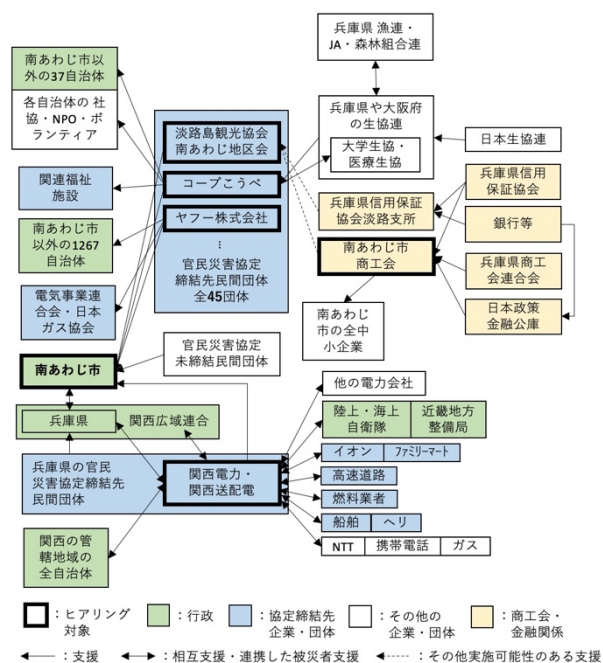 南あわじ市以
外の37自治体
各自治体の 社
協・NPO・ボ
ランティア
関連福祉
施設
南あわじ市
以外の1267
自治体
電気事業連
合会・日本
ガス協会
南あわじ市
兵庫県
関西広域連合
兵庫県の官民
災害協定締結先
民間団体
関西の管
轄地域の
全自治体
淡路島観光協会
南あわじ地区会
コープこうべ
ヤフー株式会社
⋮
官民災害協定
締結先民間団体
全45団体
官民災害協定
未締結民間団体
関西電力・
関西送配電
兵庫県 漁連・
JA・森林組合連
兵庫県や大阪府
の生協連
大学生協・
医療生協
日本生協連
兵庫県信用保証
協会淡路支所
南あわじ市
商工会
南あわじ
市の全中
小企業
兵庫県信用
保証協会
銀行等
兵庫県商工
会連合会
日本政策
金融公庫
他の電力会社
陸上・海上
自衛隊
近畿地方
整備局
イオン
ファミリーマート
高速道路
燃料業者
船舶
ヘリ
NTT
携帯電話
ガス
:ヒアリング
対象
:行政
:協定締結先
企業・団体
:その他の
企業・団体
:商工会・
金融関係
:支援
:相互支援・連携した被災者支援
:その他実施可能性のある支援